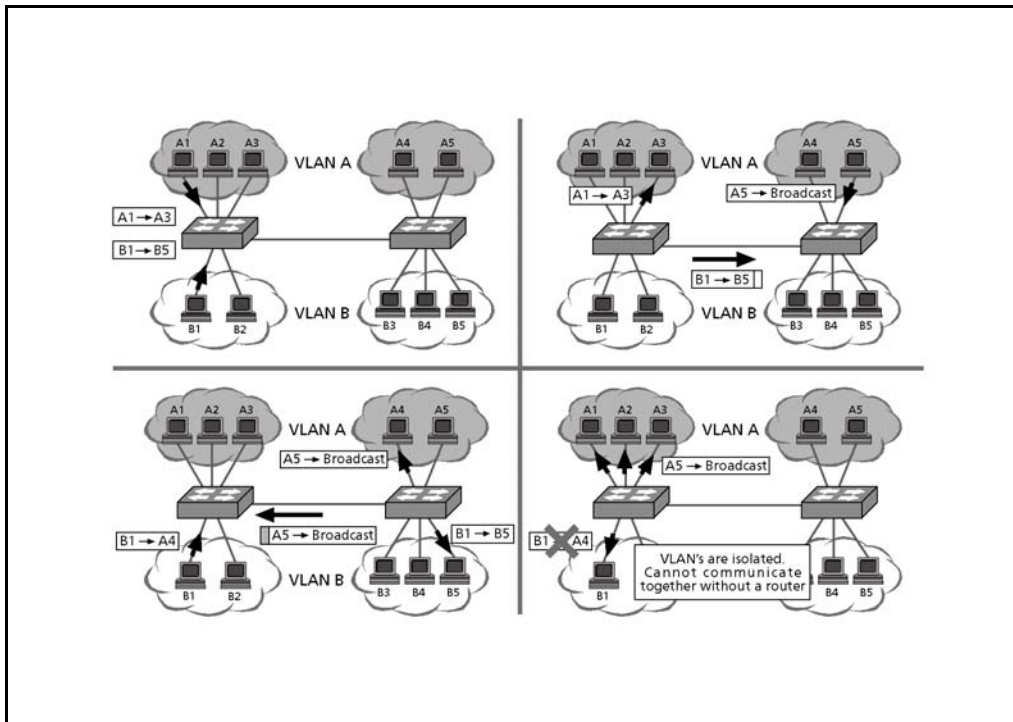 A1 A2 A3
A4 A5
VLAN A
A1 → A3
B1 → B5
VLAN B
B1 B2
B3 B4 B5
A1 A2 A3
A4 A5
VLAN A
A1 → A3
A5 → Broadcast
B1 → B5
VLAN B
B1 B2
B3 B4 B5
A1 A2 A3
A4 A5
VLAN A
A5 → Broadcast
A5 → Broadcast
B1 → A4
B1 → B5
VLAN B
B1 B2
B3 B4 B5
A1 A2 A3
A4 A5
VLAN A
A5 → Broadcast
B1 A4
VLAN's are isolated.
Cannot communicate
together without a router
B1
B4 B5